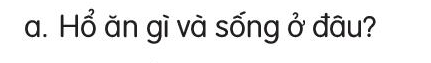 a. Hổ ăn gì và sống ở đâu?